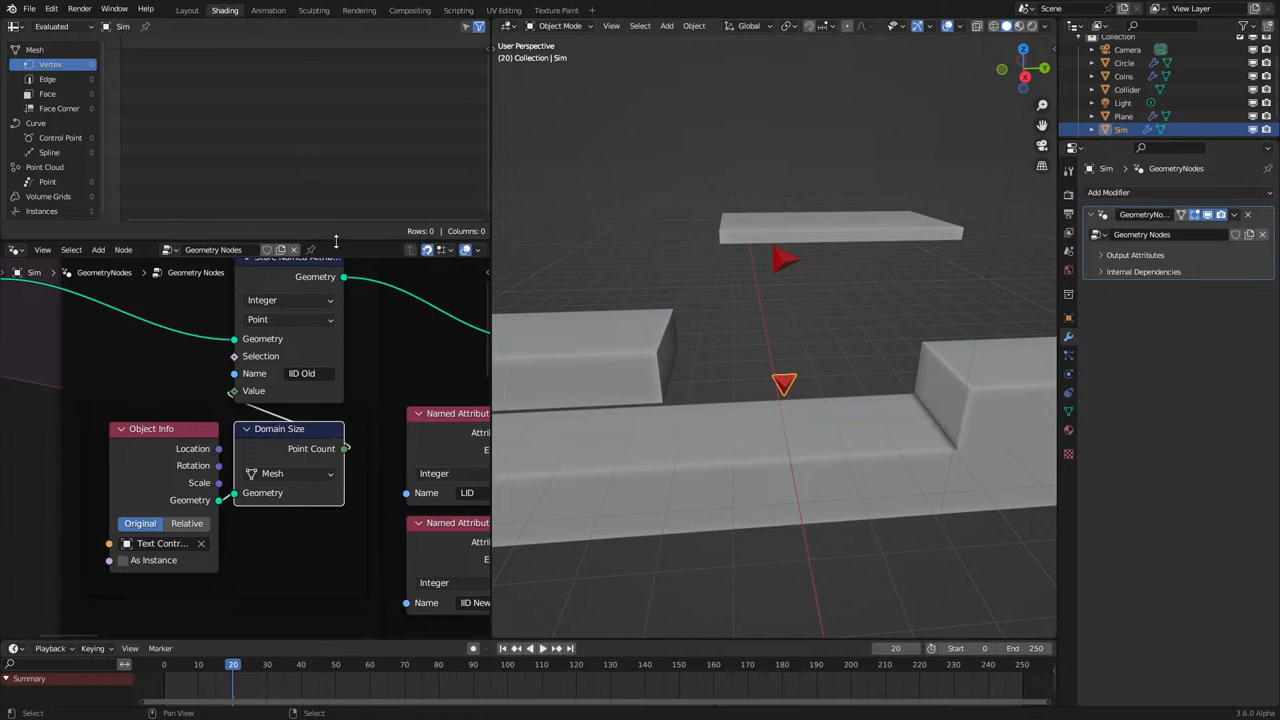 File Edit Render Window Help Layout Shading Animation Sculpting Rendering Compositing Scripting UV Editing Texture Paint Scene View Layer
Evaluated Sim
Object Mode View Select Add Object Global
Mesh
Vertex 0
Edge 0
Face 0
Face Corner 0
Curve
Control Point 0
Spline 0
Point Cloud
Point 0
Volume Grids 0
Instances 1
Rows: 0 | Columns: 0
User Perspective
(20) Collection | Sim
X
Y
Z
Collection
Camera
Circle
Coins
Collider
Light
Plane
Sim
Sim GeometryNodes
Add Modifier
GeometryNo...
Geometry Nodes
Output Attributes
Internal Dependencies
View Select Add Node Geometry Nodes
Sim GeometryNodes Geometry Nodes
Geometry
Integer
Point
Geometry
Selection
Name IID Old
Value
Object Info
Location
Rotation
Scale
Geometry
Original Relative
Text Contr...
As Instance
Domain Size
Point Count
Mesh
Geometry
Named Attribut
Attri
E
Integer
Name LID
Named Attribut
Attri
E
Integer
Name IID New
Playback Keying View Marker
20 Start 0 End 250
0 10 20 30 40 50 60 70 80 90 100 110 120 130 140 150 160 170 180 190 200 210 220 230 240 250
Summary
Select Pan View Select 3.6.0 Alpha